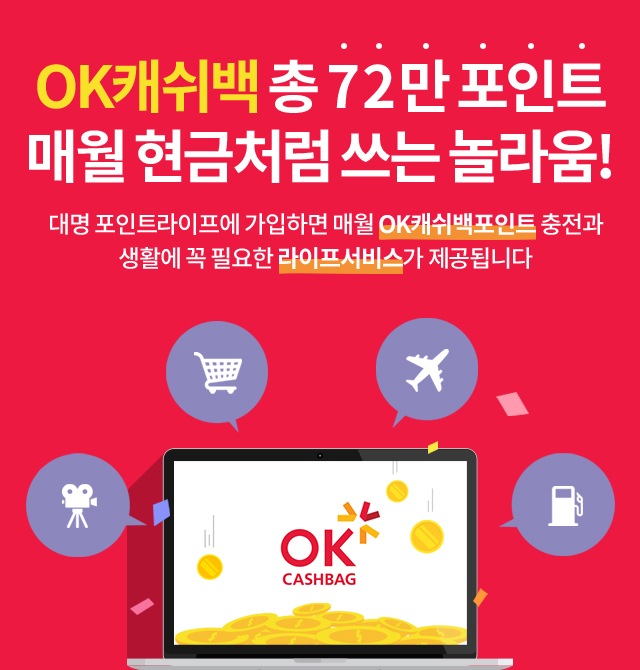 OK캐쉬백 총 72만 포인트
매월 현금처럼 쓰는 놀라움!
대명 포인트라이프에 가입하면 매월 OK캐쉬백포인트 충전과
생활에 꼭 필요한 라이프서비스가 제공됩니다
OK
CASHBAG